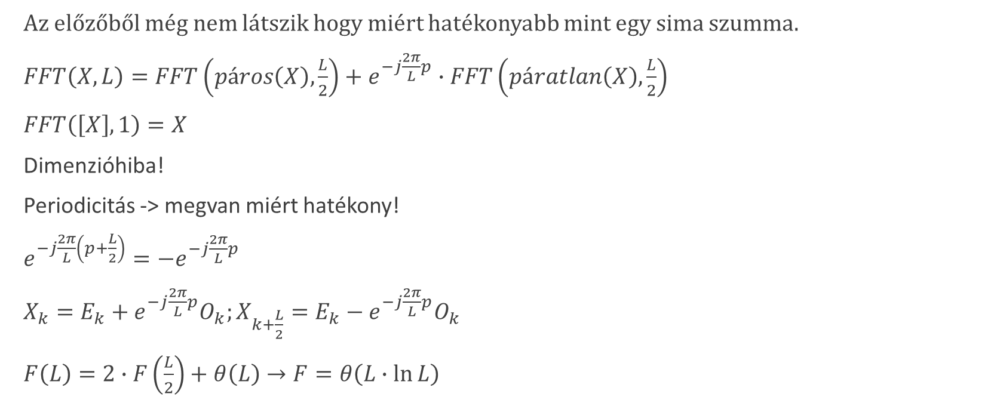 Az előzőből még nem látszik hogy miért hatékonyabb mint egy sima szumma.
$FFT(X, L) = FFT\left(páros(X), \frac{L}{2}\right) + e^{-j\frac{2\pi}{L}p} \cdot FFT\left(páratlan(X), \frac{L}{2}\right)$
$FFT([X], 1) = X$
Dimenzióhiba!
Periodicitás -> megvan miért hatékony!
$e^{-j\frac{2\pi}{L}\left(p+\frac{L}{2}\right)} = -e^{-j\frac{2\pi}{L}p}$
$X_k = E_k + e^{-j\frac{2\pi}{L}p} O_k; X_{k+\frac{L}{2}} = E_k - e^{-j\frac{2\pi}{L}p} O_k$
$F(L) = 2 \cdot F\left(\frac{L}{2}\right) + \theta(L) \rightarrow F = \theta(L \cdot \ln L)$